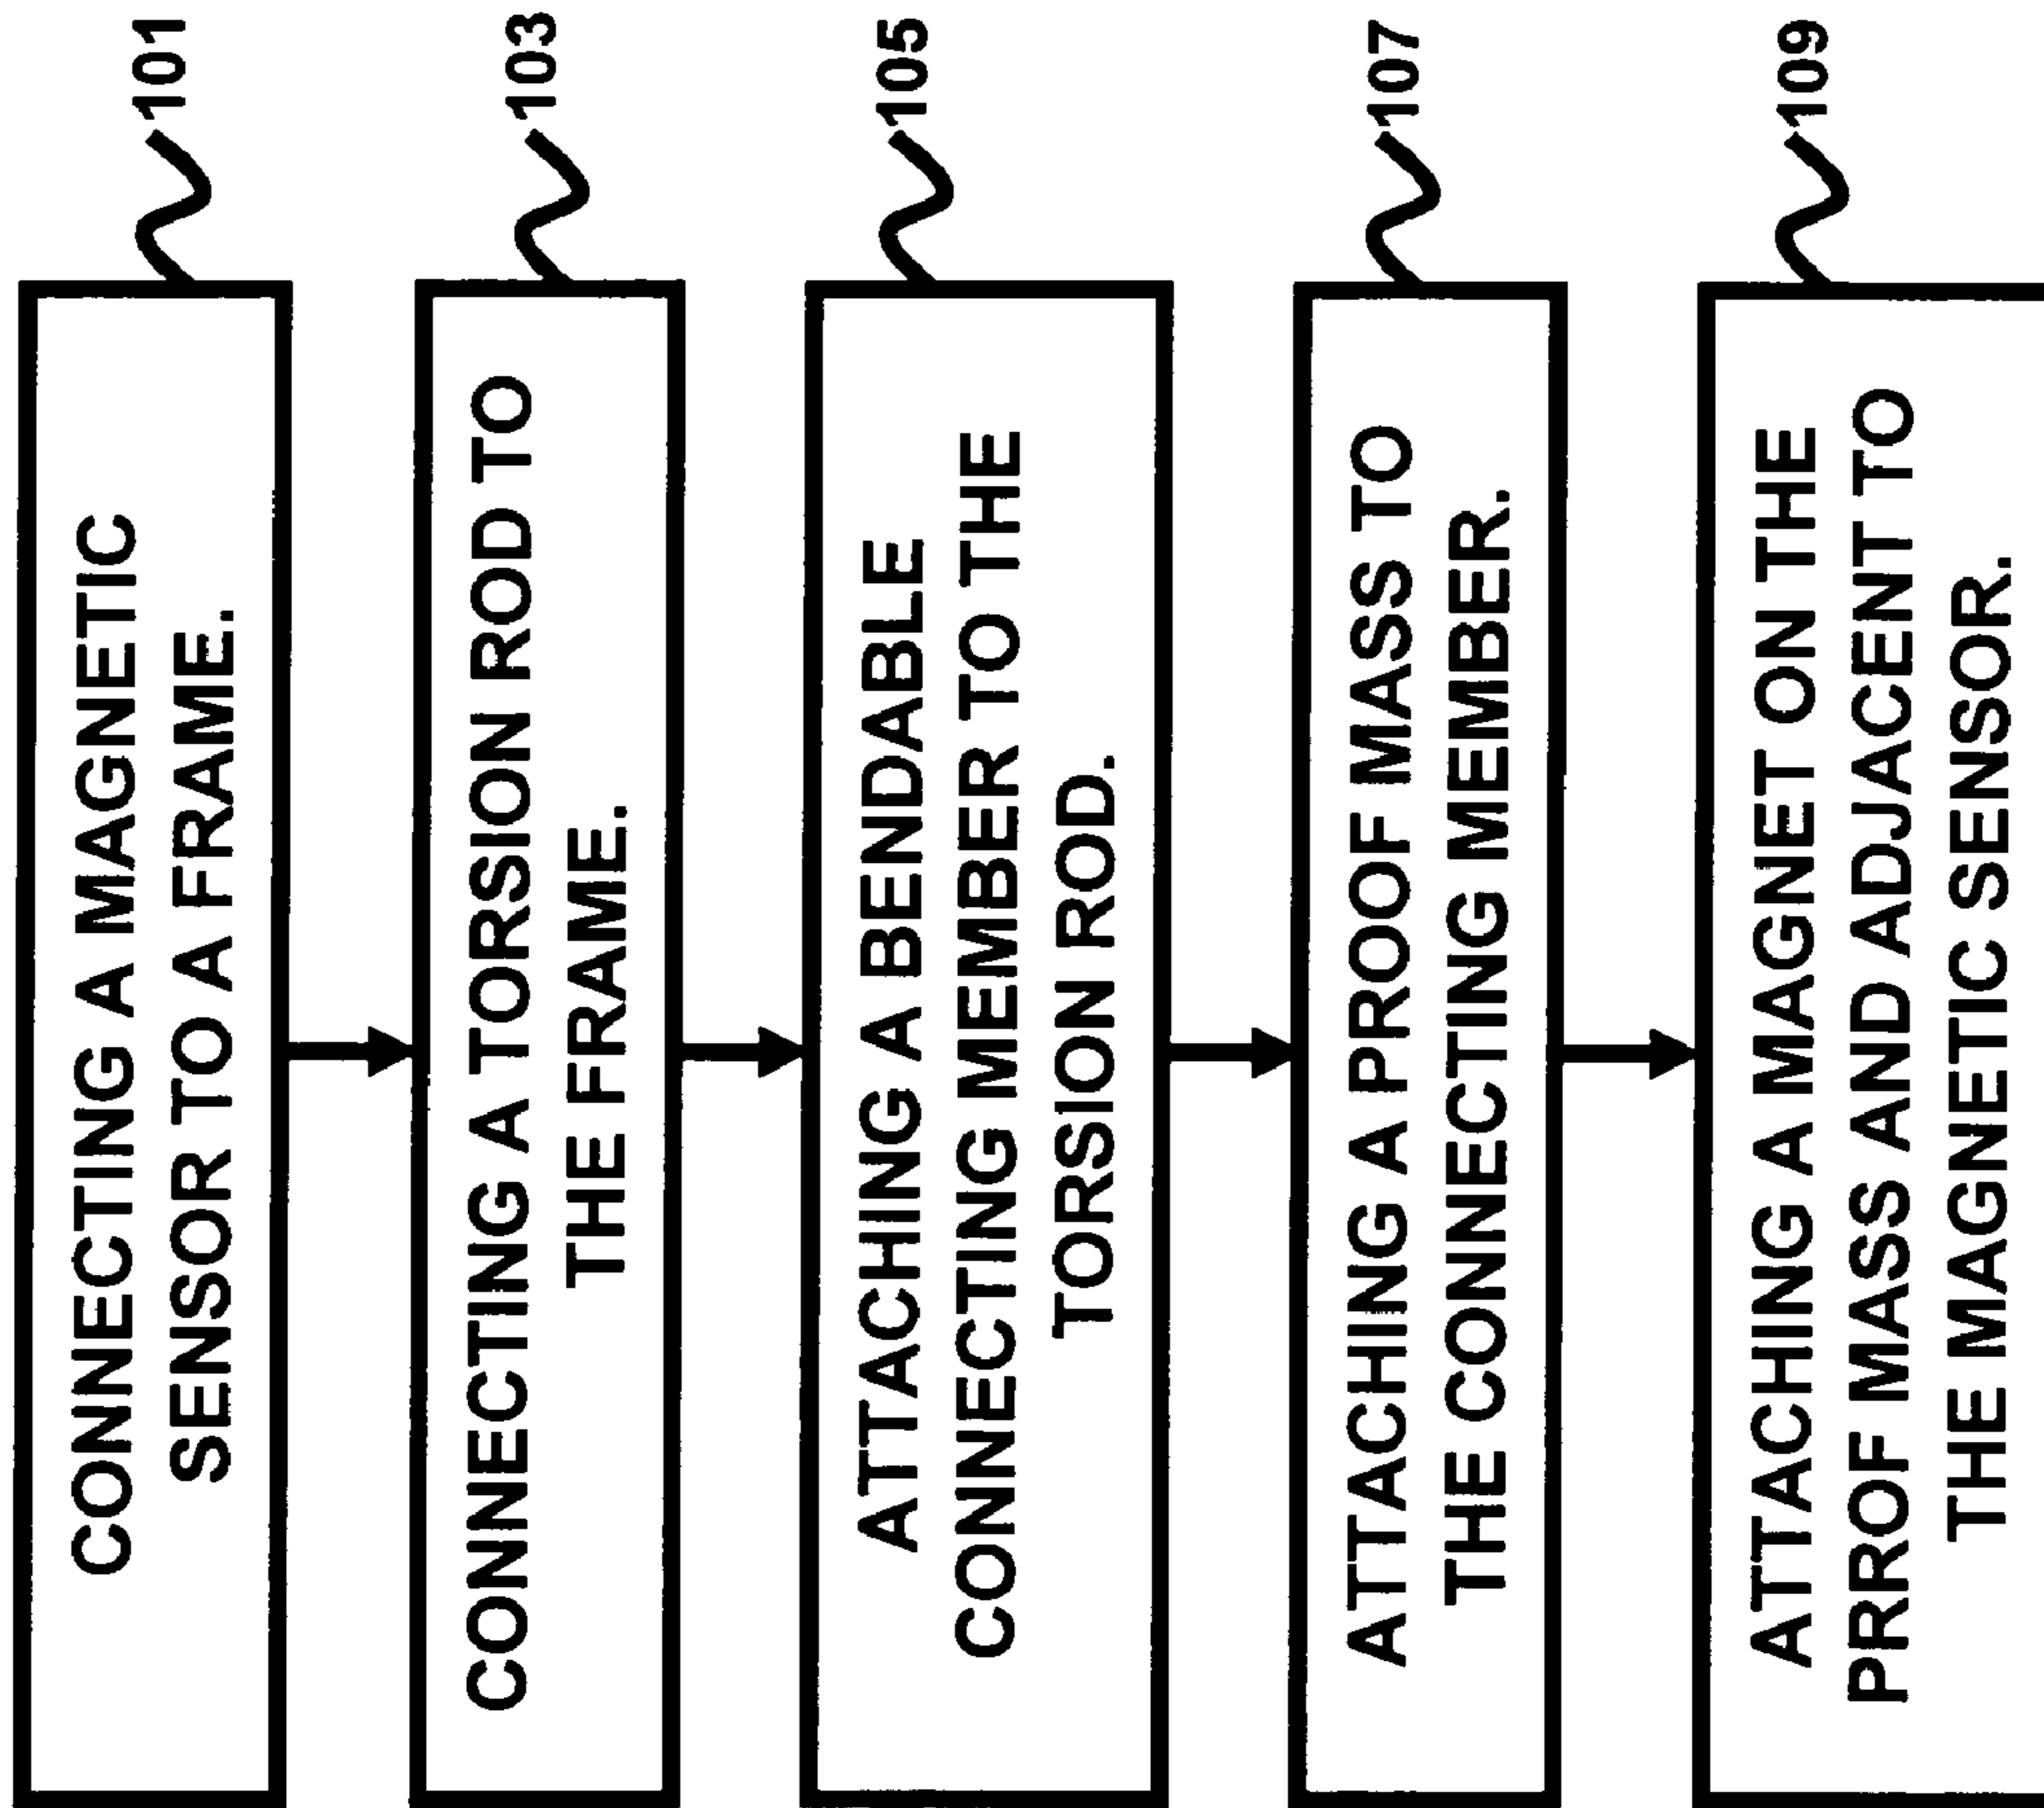 CONNECTING A MAGNETIC
SENSOR TO A FRAME.
101
CONNECTING A TORSION ROD TO
THE FRAME.
103
ATTACHING A BENDABLE
CONNECTING MEMBER TO THE
TORSION ROD.
105
ATTACHING A PROOF MASS TO
THE CONNECTING MEMBER.
107
ATTACHING A MAGNET ON THE
PRROF MASS AND ADJACENT TO
THE MAGNETIC SENSOR.
109